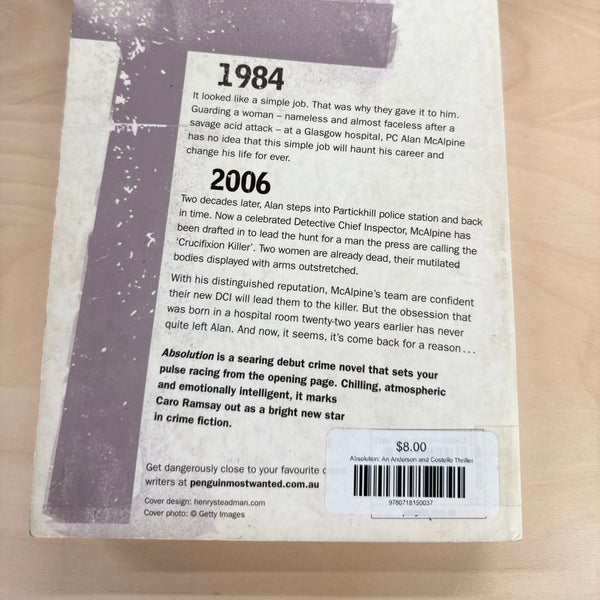 1984
It looked like a simple job. That was why they gave it to him.
Guarding a woman – nameless and almost faceless after a
savage acid attack – at a Glasgow hospital, PC Alan McAlpine
has no idea that this simple job will haunt his career and
change his life for ever.
2006
Two decades later, Alan steps into Partickhill police station and back
in time. Now a celebrated Detective Chief Inspector, McAlpine has
been drafted in to lead the hunt for a man the press are calling the
'Crucifixion Killer'. Two women are already dead, their mutilated
bodies displayed with arms outstretched.
With his distinguished reputation, McAlpine's team are confident
their new DCI will lead them to the killer. But the obsession that
was born in a hospital room twenty-two years earlier has never
quite left Alan. And now, it seems, it's come back for a reason...
Absolution is a searing debut crime novel that sets your
pulse racing from the opening page. Chilling, atmospheric
and emotionally intelligent, it marks
Caro Ramsay out as a bright new star
in crime fiction.
Get dangerously close to your favourite
writers at penguinmostwanted.com.au
Cover design: henrysteadman.com
Cover photo: © Getty Images
$8.00
Absolution: An Anderson and Costello Thriller
9780718150037